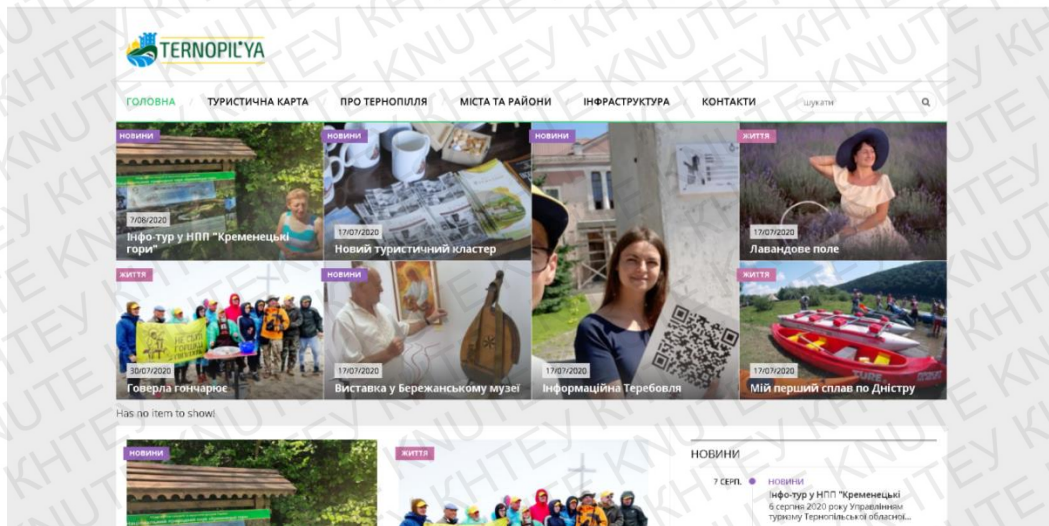 TERNOPIL'YA
ГОЛОВНА / ТУРИСТИЧНА КАРТА / ПРО ТЕРНОПІЛЛЯ / МІСТА ТА РАЙОНИ / ІНФРАСТРУКТУРА / КОНТАКТИ шукати
НОВИНИ
7/08/2020
Інфо-тур у НПП "Кременецькі
гори"
НОВИНИ
17/07/2020
Новий туристичний кластер
НОВИНИ
17/07/2020
Інформаційна Теребовля
ЖИТТЯ
17/07/2020
Лавандове поле
ЖИТТЯ
30/07/2020
Говерла гончарює
НОВИНИ
17/07/2020
Виставка у Бережанському музеї
ЖИТТЯ
17/07/2020
Мій перший сплав по Дністру
Has no item to show!
НОВИНИ
ЖИТТЯ
НОВИНИ
7 СЕРП.
НОВИНИ
Інфо-тур у НПП "Кременецькі
6 серпня 2020 року Управлінням
туризму Тернопільської обласної...
KHTEY KNUTE